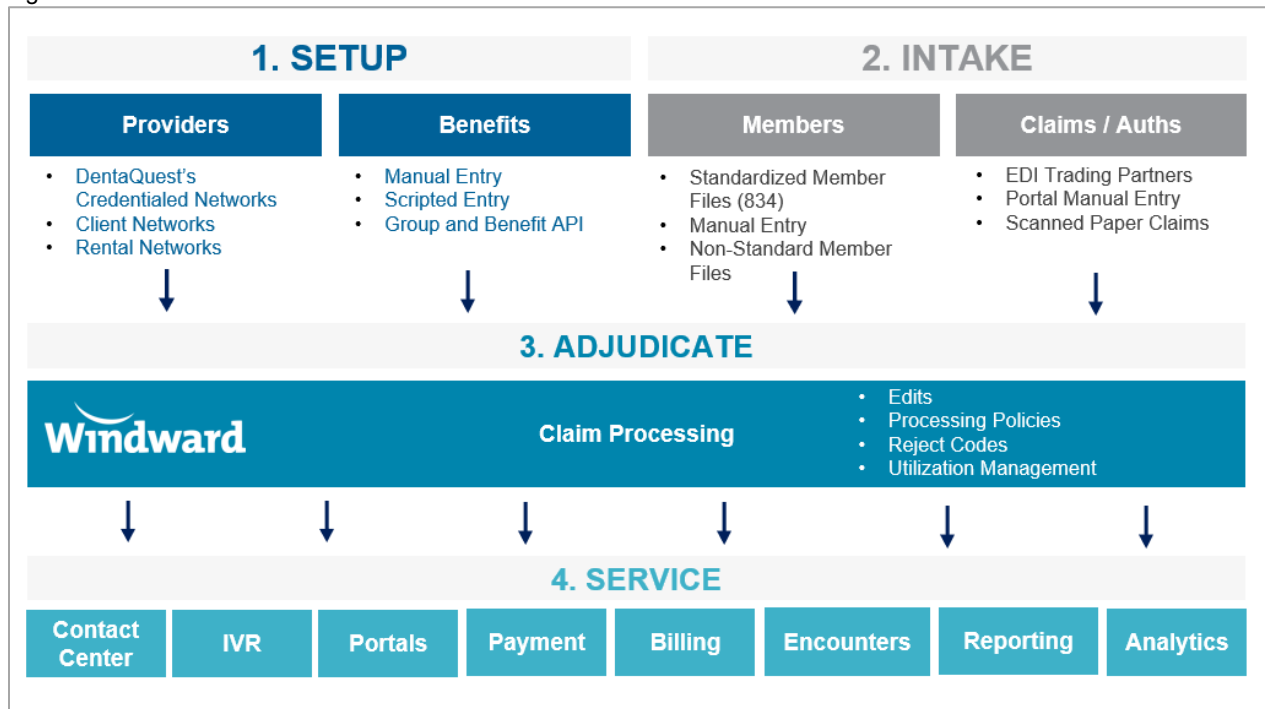 1. SETUP
2. INTAKE
Providers
Benefits
Members
Claims / Auths
• DentaQuest's
Credentialed Networks
• Client Networks
• Rental Networks
• Manual Entry
• Scripted Entry
• Group and Benefit API
• Standardized Member
Files (834)
• Manual Entry
• Non-Standard Member
Files
• EDI Trading Partners
• Portal Manual Entry
• Scanned Paper Claims
3. ADJUDICATE
Windward
Claim Processing
• Edits
• Processing Policies
• Reject Codes
• Utilization Management
4. SERVICE
Contact
Center
IVR
Portals
Payment
Billing
Encounters
Reporting
Analytics